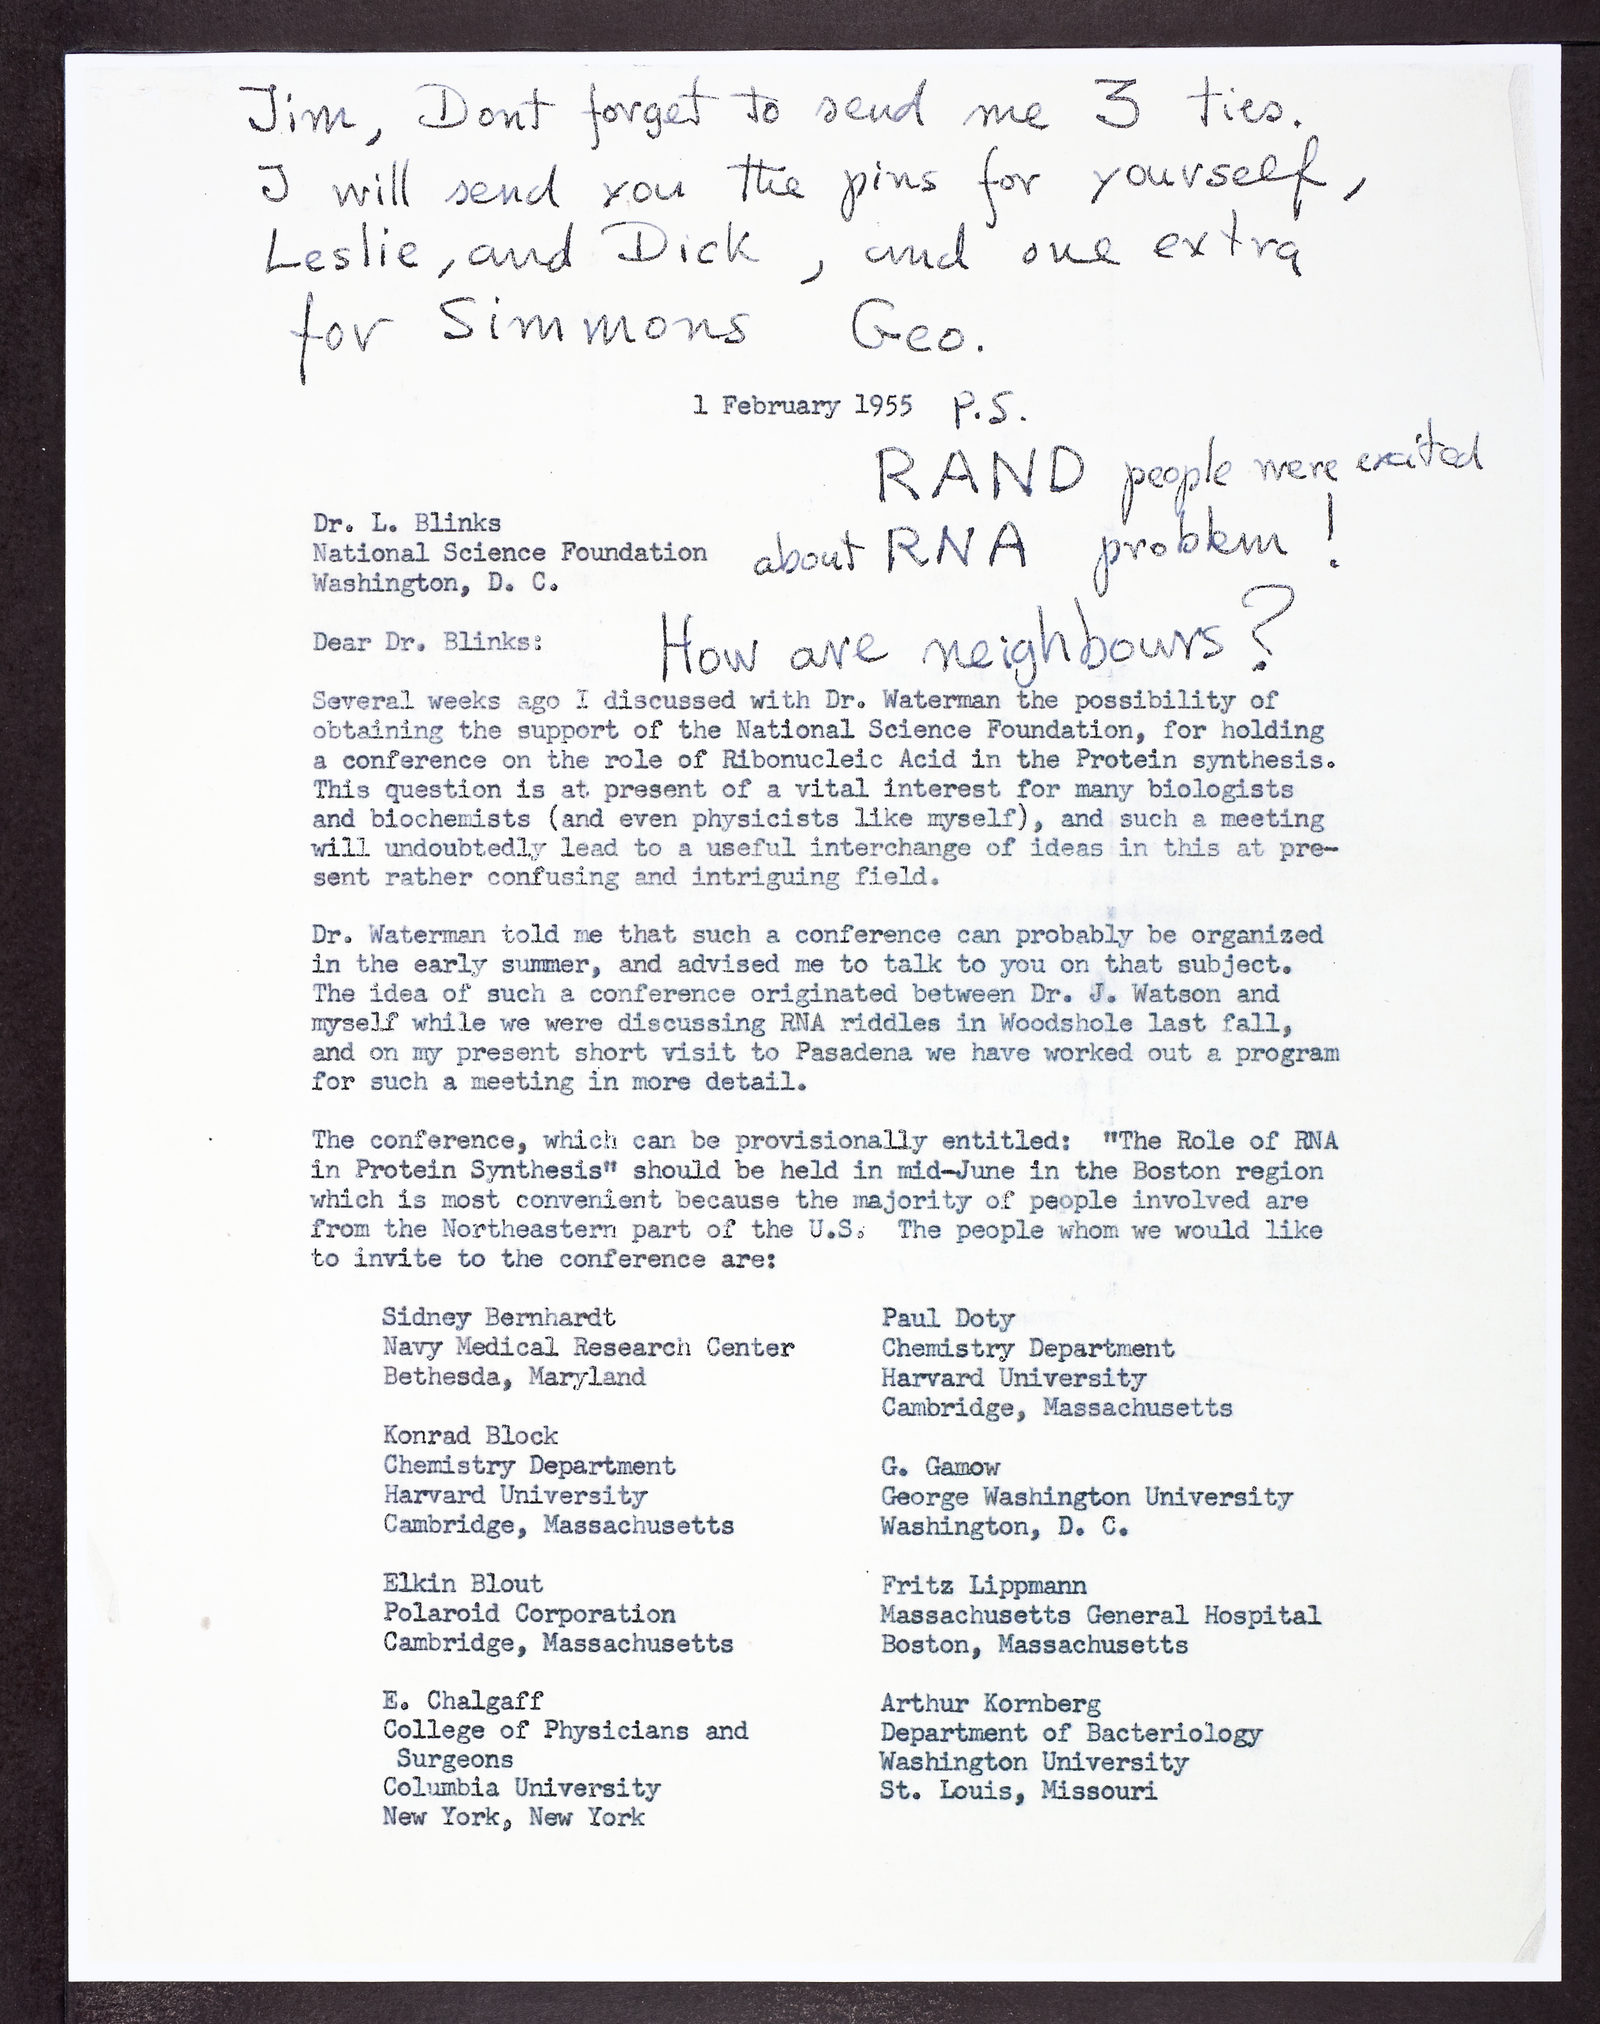 Jim, Dont forget to send me 3 ties.
I will send you the pins for yourself,
Leslie, and Dick, and one extra
for Simmons Geo.
1 February 1955
P.S.
RAND people were excited
about RNA problem!
How are neighbours?
Dr. L. Blinks
National Science Foundation
Washington, D. C.
Dear Dr. Blinks:
Several weeks ago I discussed with Dr. Waterman the possibility of
obtaining the support of the National Science Foundation, for holding
a conference on the role of Ribonucleic Acid in the Protein synthesis.
This question is at present of a vital interest for many biologists
and biochemists (and even physicists like myself), and such a meeting
will undoubtedly lead to a useful interchange of ideas in this at pre-
sent rather confusing and intriguing field.
Dr. Waterman told me that such a conference can probably be organized
in the early summer, and advised me to talk to you on that subject.
The idea of such a conference originated between Dr. J. Watson and
myself while we were discussing RNA riddles in Woodshole last fall,
and on my present short visit to Pasadena we have worked out a program
for such a meeting in more detail.
The conference, which can be provisionally entitled: "The Role of RNA
in Protein Synthesis" should be held in mid-June in the Boston region
which is most convenient because the majority of people involved are
from the Northeastern part of the U.S. The people whom we would like
to invite to the conference are:
Sidney Bernhardt
Navy Medical Research Center
Bethesda, Maryland
Konrad Block
Chemistry Department
Harvard University
Cambridge, Massachusetts
Elkin Blout
Polaroid Corporation
Cambridge, Massachusetts
E. Chalgaff
College of Physicians and
Surgeons
Columbia University
New York, New York
Paul Doty
Chemistry Department
Harvard University
Cambridge, Massachusetts
G. Gamow
George Washington University
Washington, D. C.
Fritz Lippmann
Massachusetts General Hospital
Boston, Massachusetts
Arthur Kornberg
Department of Bacteriology
Washington University
St. Louis, Missouri